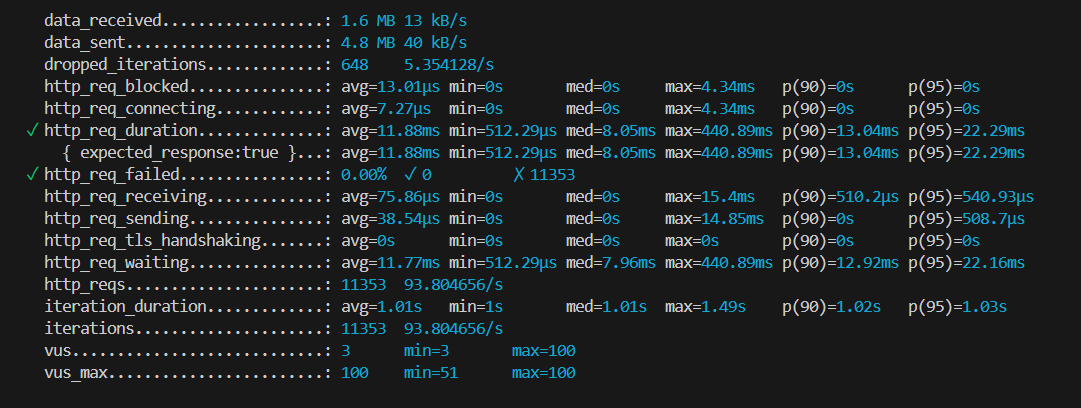 data_received..................: 1.6 MB 13 kB/s
data_sent......................: 4.8 MB 40 kB/s
dropped_iterations.............: 648    5.354128/s
http_req_blocked...............: avg=13.01µs min=0s       med=0s     max=4.34ms   p(90)=0s      p(95)=0s
http_req_connecting............: avg=7.27µs  min=0s       med=0s     max=4.34ms   p(90)=0s      p(95)=0s
✓ http_req_duration..............: avg=11.88ms min=512.29µs med=8.05ms max=440.89ms p(90)=13.04ms p(95)=22.29ms
{ expected_response:true }...: avg=11.88ms min=512.29µs med=8.05ms max=440.89ms p(90)=13.04ms p(95)=22.29ms
✓ http_req_failed................: 0.00%  ✓ 0         ✗ 11353
http_req_receiving.............: avg=75.86µs min=0s       med=0s     max=15.4ms   p(90)=510.2µs p(95)=540.93µs
http_req_sending...............: avg=38.54µs min=0s       med=0s     max=14.85ms  p(90)=0s      p(95)=508.7µs
http_req_tls_handshaking.......: avg=0s      min=0s       med=0s     max=0s       p(90)=0s      p(95)=0s
http_req_waiting...............: avg=11.77ms min=512.29µs med=7.96ms max=440.89ms p(90)=12.92ms p(95)=22.16ms
http_reqs......................: 11353  93.804656/s
iteration_duration.............: avg=1.01s   min=1s       med=1.01s  max=1.49s    p(90)=1.02s   p(95)=1.03s
iterations.....................: 11353  93.804656/s
vus............................: 3      min=3       max=100
vus_max........................: 100    min=51      max=100